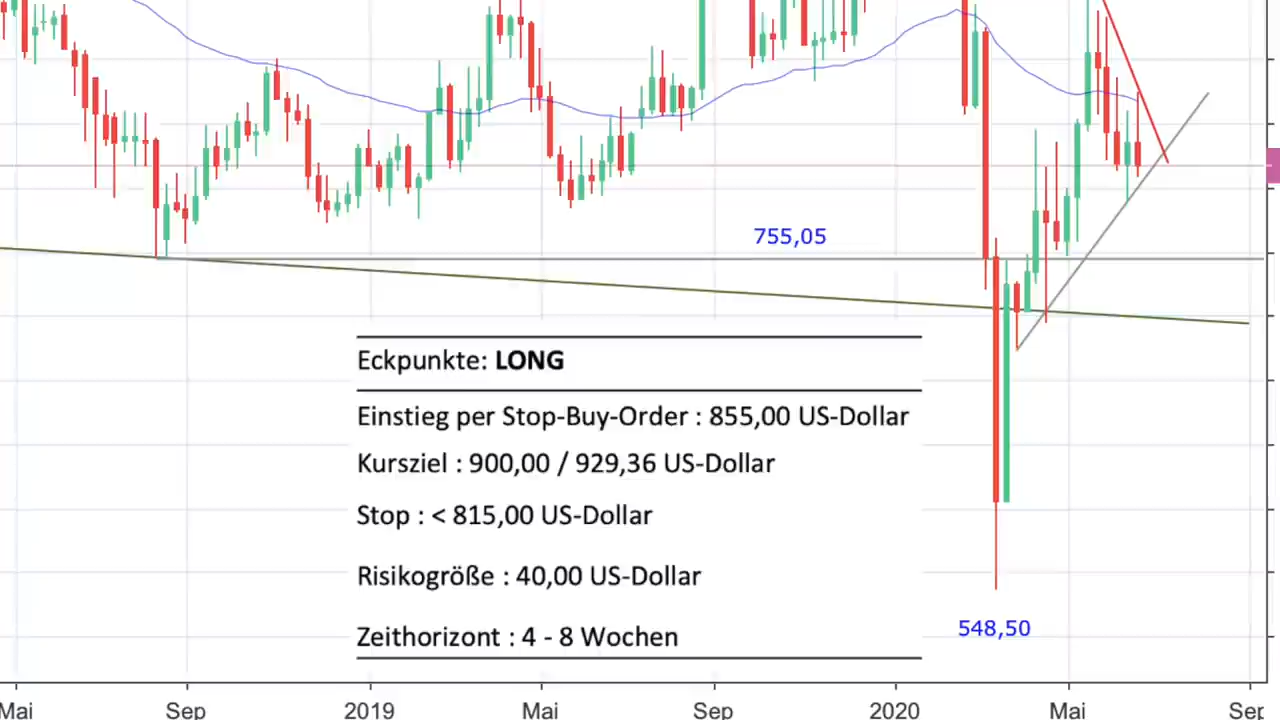 755,05
Eckpunkte: LONG
Einstieg per Stop-Buy-Order : 855,00 US-Dollar
Kursziel : 900,00 / 929,36 US-Dollar
Stop : < 815,00 US-Dollar
Risikogröße : 40,00 US-Dollar
Zeithorizont : 4 - 8 Wochen
548,50
Mai Sep 2019 Mai Sep 2020 Mai Sep